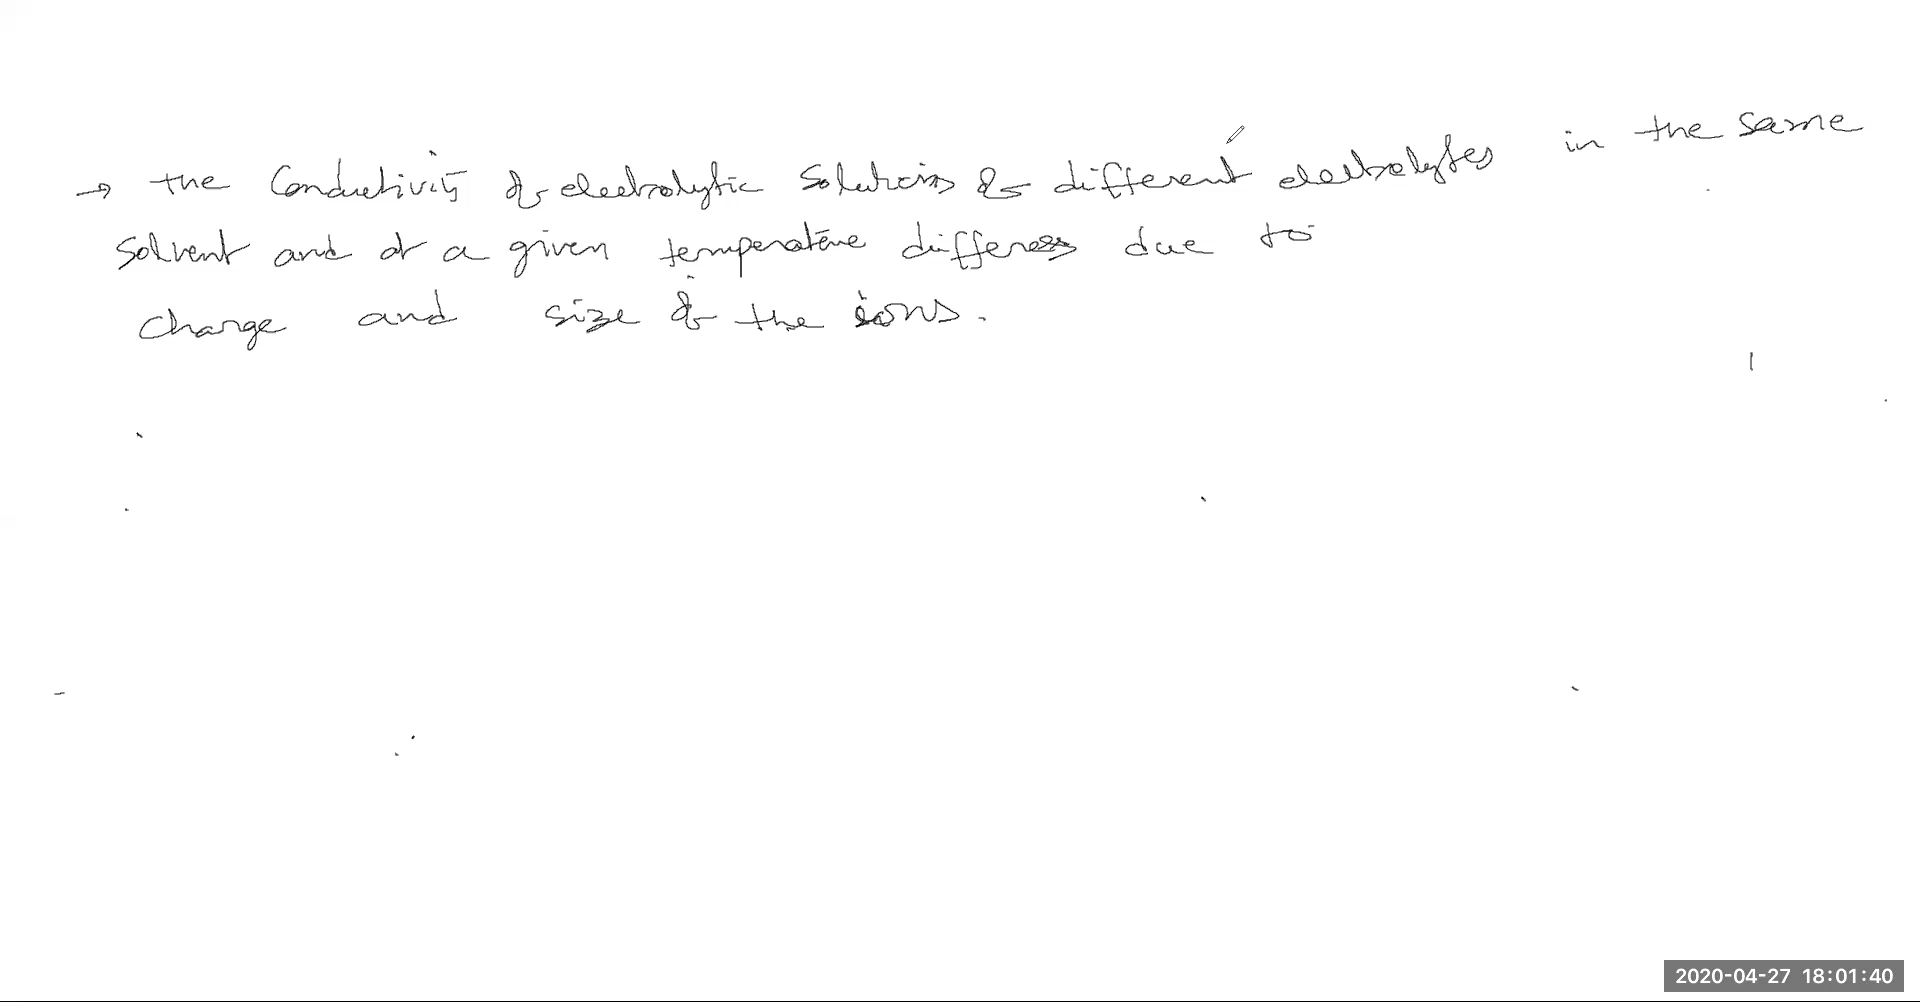 → the Conductivity of electrolytic Solutions of different electrolytes in the same
Solvent and at a given temperature differes due to
charge and size of the ions.
2020-04-27 18:01:40